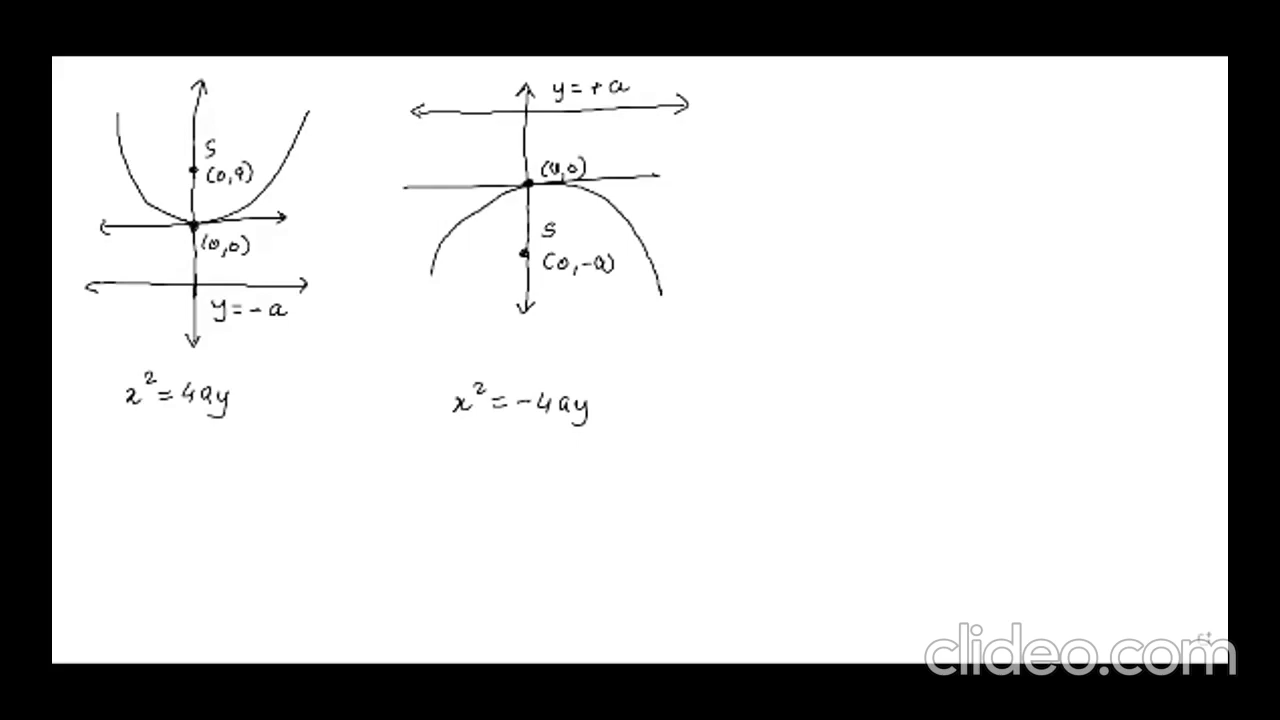 S
(0,a)
(0,0)
y = - a
x² = 4ay
y = + a
(0,0)
S
(0,-a)
x² = -4ay
clideo.com